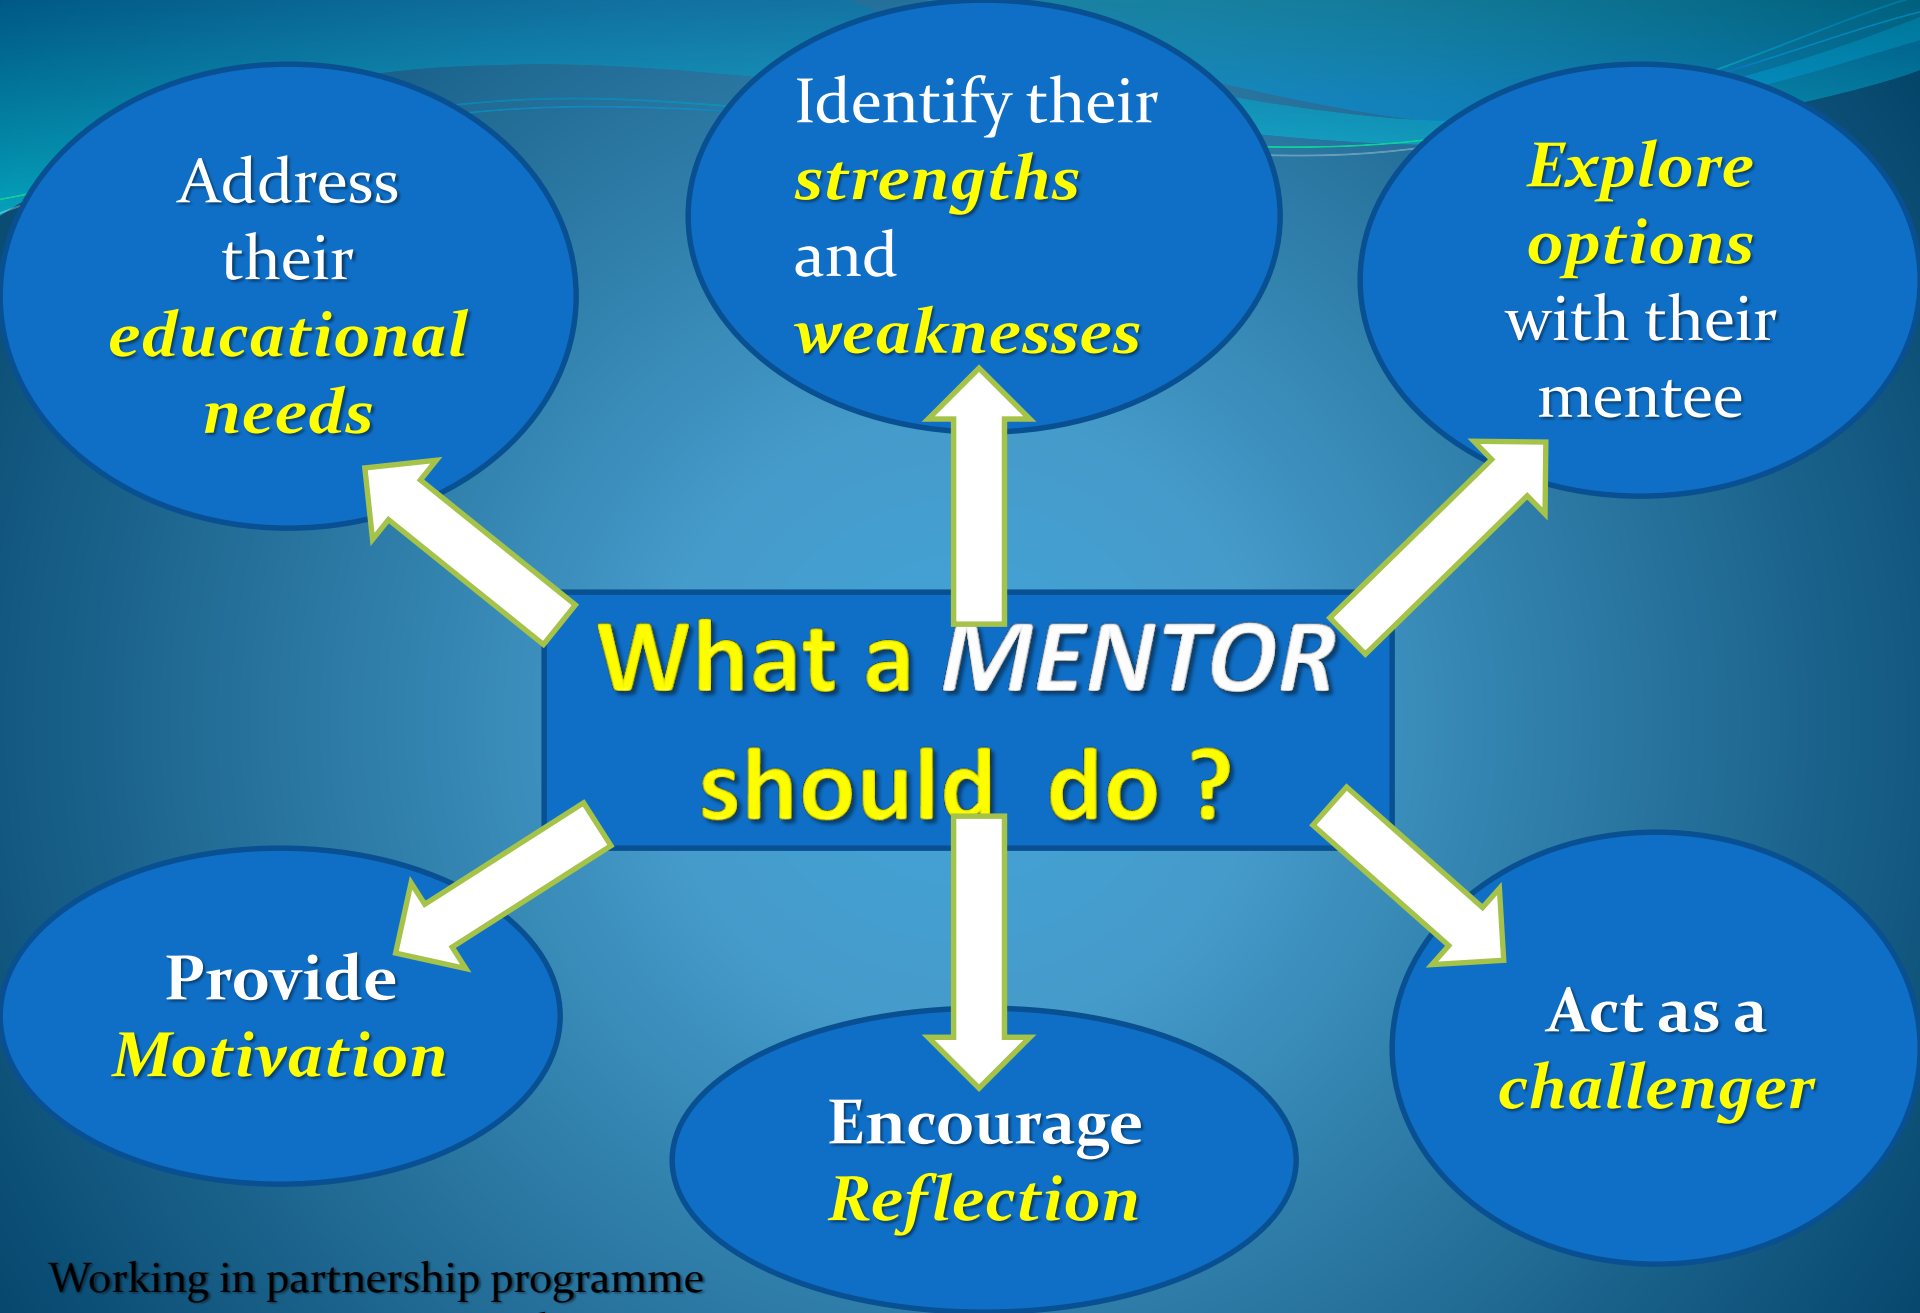 Address
their
educational
needs
Identify their
strengths
and
weaknesses
Explore
options
with their
mentee
What a MENTOR
should do ?
Provide
Motivation
Encourage
Reflection
Act as a
challenger
Working in partnership programme